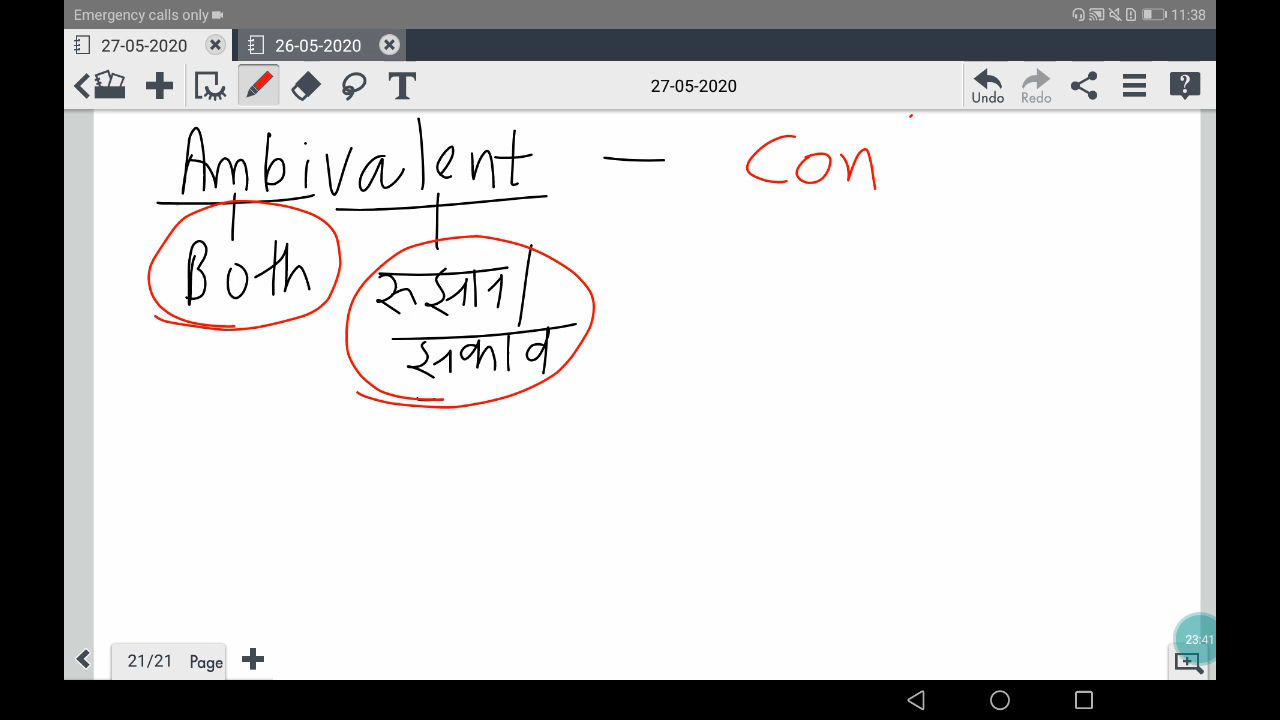 Emergency calls only 11:38
27-05-2020 26-05-2020
Undo Redo
27-05-2020
Ambivalent — Con
Both
रुझान/
झुकाव
23:41
21/21 Page